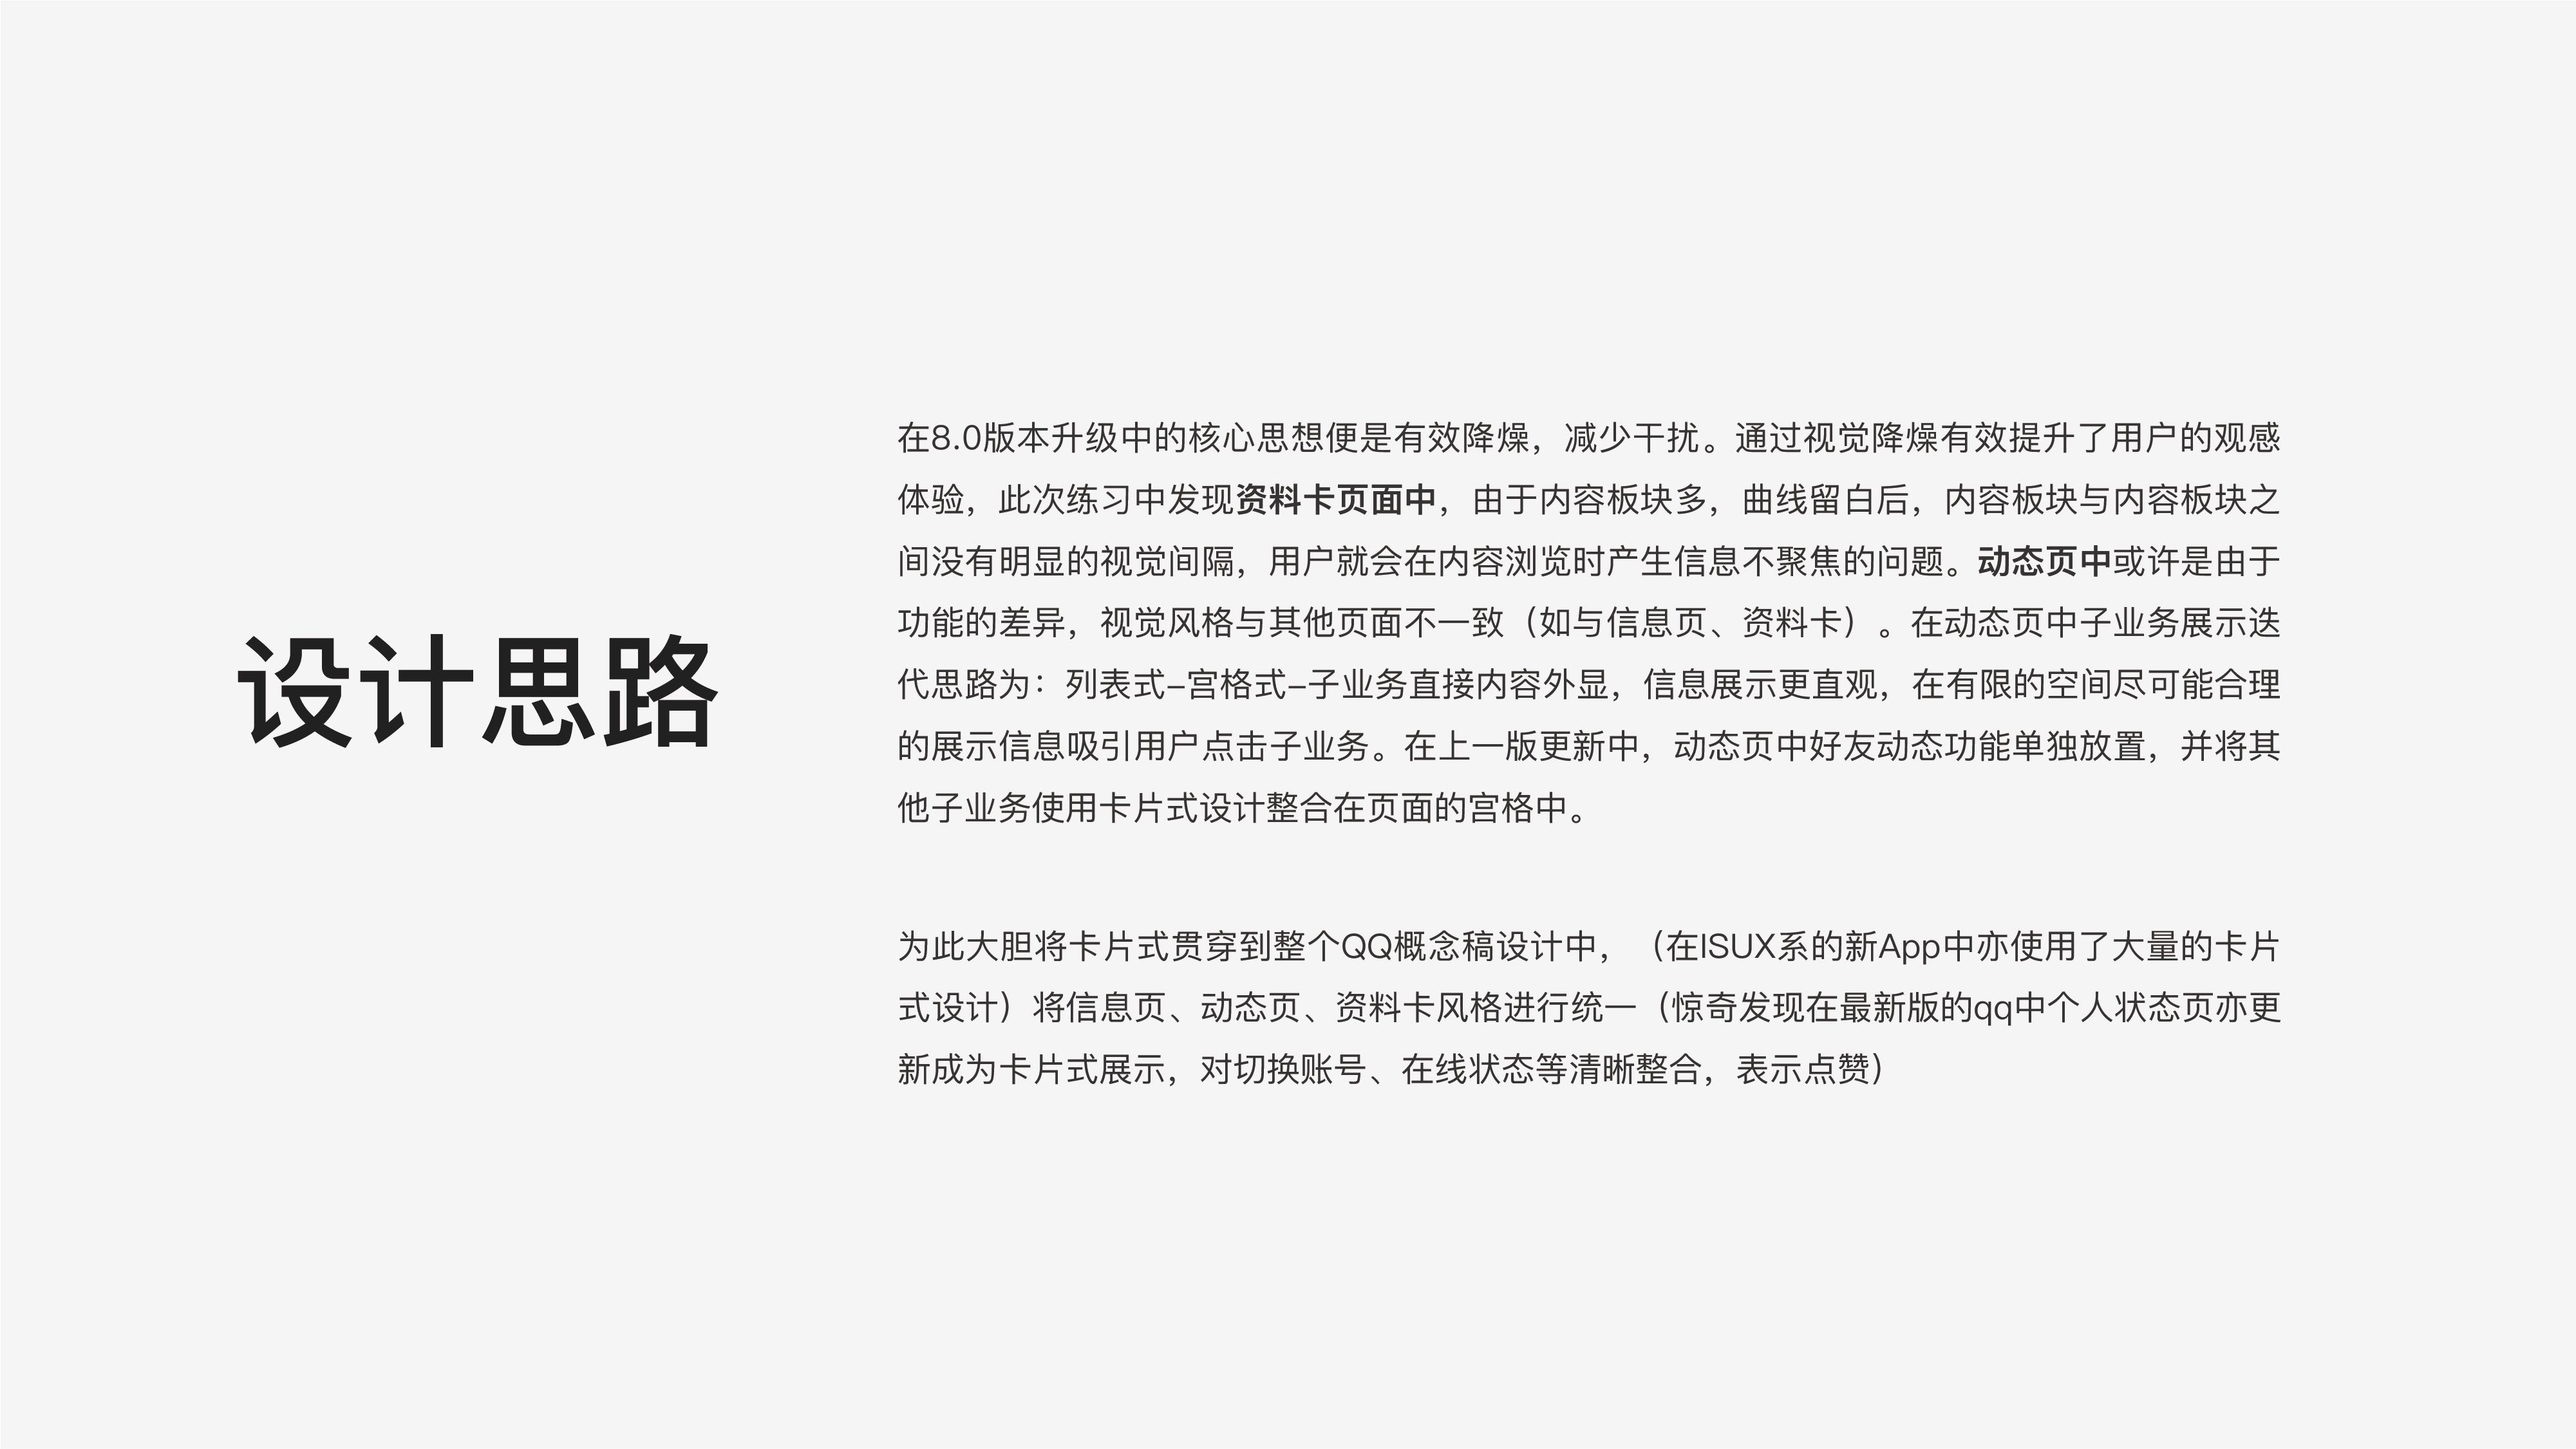 设计思路
在8.0版本升级中的核心思想便是有效降燥，减少干扰。通过视觉降燥有效提升了用户的观感
体验，此次练习中发现资料卡页面中，由于内容板块多，曲线留白后，内容板块与内容板块之
间没有明显的视觉间隔，用户就会在内容浏览时产生信息不聚焦的问题。动态页中或许是由于
功能的差异，视觉风格与其他页面不一致（如与信息页、资料卡）。在动态页中子业务展示迭
代思路为：列表式–宫格式–子业务直接内容外显，信息展示更直观，在有限的空间尽可能合理
的展示信息吸引用户点击子业务。在上一版更新中，动态页中好友动态功能单独放置，并将其
他子业务使用卡片式设计整合在页面的宫格中。
为此大胆将卡片式贯穿到整个QQ概念稿设计中，（在ISUX系的新App中亦使用了大量的卡片
式设计）将信息页、动态页、资料卡风格进行统一（惊奇发现在最新版的qq中个人状态页亦更
新成为卡片式展示，对切换账号、在线状态等清晰整合，表示点赞）